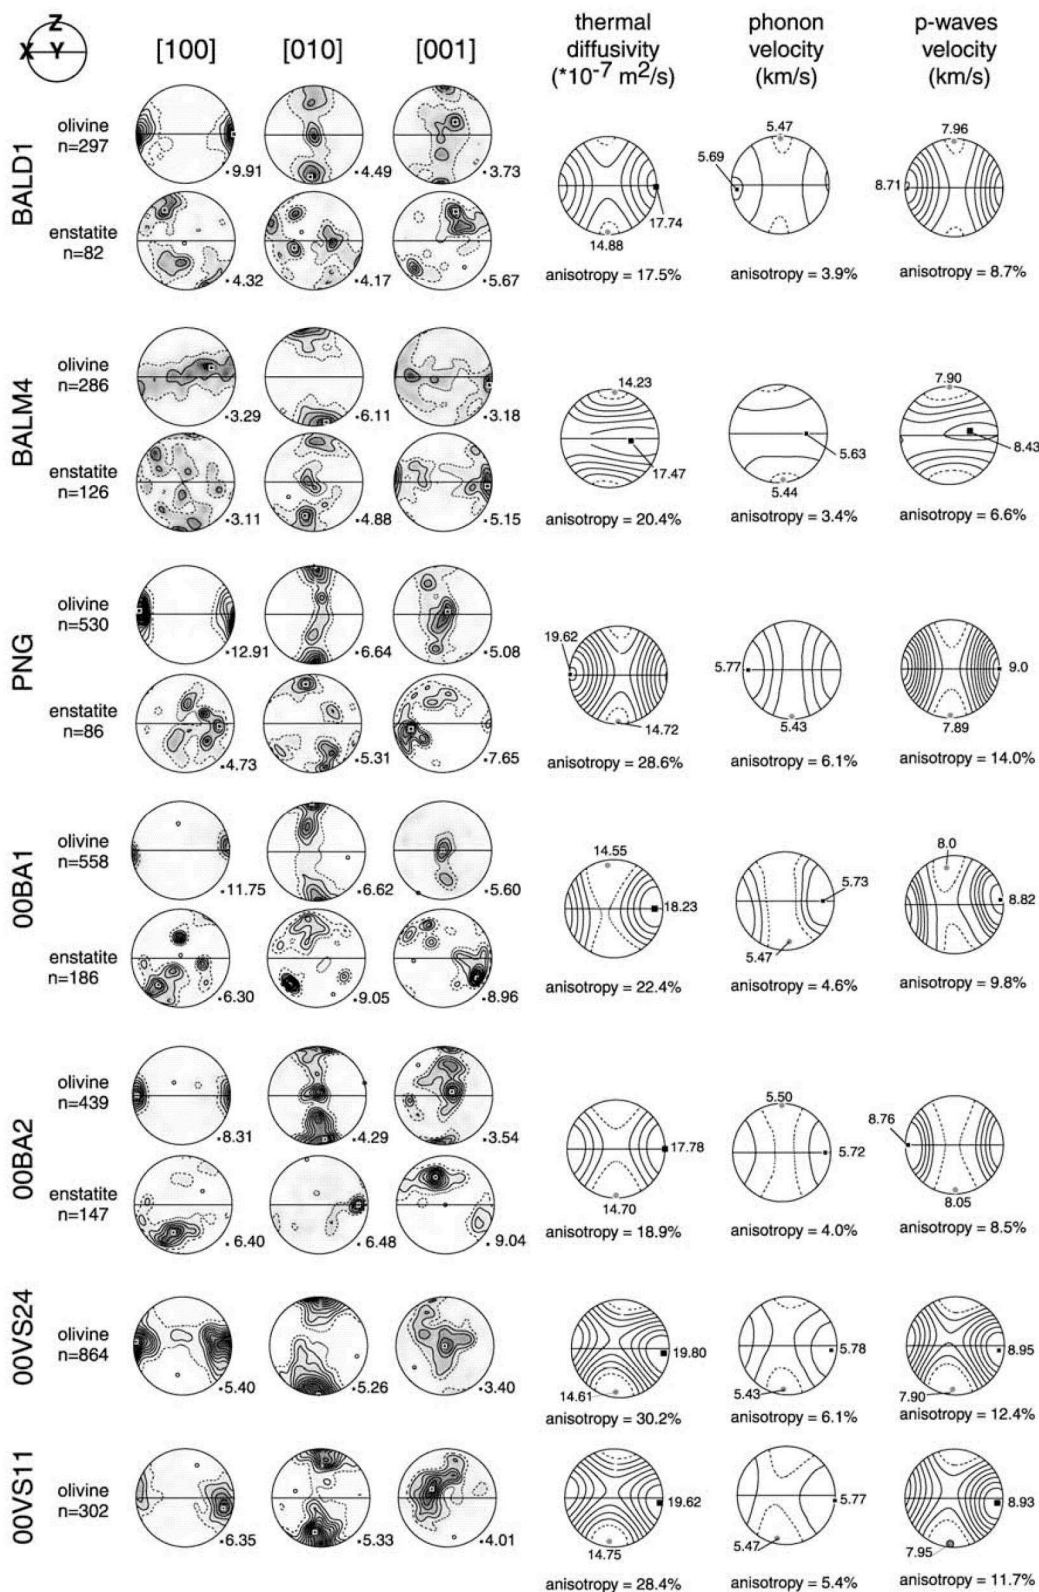 Z
X Y
[100] [010] [001]
thermal diffusivity (*10⁻⁷ m²/s)
phonon velocity (km/s)
p-waves velocity (km/s)
BALD1
olivine n=297
9.91 4.49 3.73
17.74 14.88
5.47 5.69
7.96 8.71
enstatite n=82
4.32 4.17 5.67
anisotropy = 17.5% anisotropy = 3.9% anisotropy = 8.7%
BALM4
olivine n=286
3.29 6.11 3.18
14.23 17.47
5.63 5.44
7.90 8.43
enstatite n=126
3.11 4.88 5.15
anisotropy = 20.4% anisotropy = 3.4% anisotropy = 6.6%
PNG
olivine n=530
12.91 6.64 5.08
19.62 14.72
5.77 5.43
9.0 7.89
enstatite n=86
4.73 5.31 7.65
anisotropy = 28.6% anisotropy = 6.1% anisotropy = 14.0%
00BA1
olivine n=558
11.75 6.62 5.60
14.55 18.23
5.73 5.47
8.0 8.82
enstatite n=186
6.30 9.05 8.96
anisotropy = 22.4% anisotropy = 4.6% anisotropy = 9.8%
00BA2
olivine n=439
8.31 4.29 3.54
17.78 14.70
5.50 5.72
8.76 8.05
enstatite n=147
6.40 6.48 9.04
anisotropy = 18.9% anisotropy = 4.0% anisotropy = 8.5%
00VS24
olivine n=864
5.40 5.26 3.40
19.80 14.61
5.78 5.43
8.95 7.90
anisotropy = 30.2% anisotropy = 6.1% anisotropy = 12.4%
00VS11
olivine n=302
6.35 5.33 4.01
19.62 14.75
5.77 5.47
8.93 7.95
anisotropy = 28.4% anisotropy = 5.4% anisotropy = 11.7%